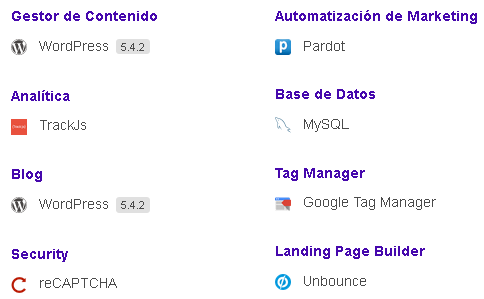 Gestor de Contenido
WordPress 5.4.2
Analítica
TrackJs
Blog
WordPress 5.4.2
Security
reCAPTCHA
Automatización de Marketing
Pardot
Base de Datos
MySQL
Tag Manager
Google Tag Manager
Landing Page Builder
Unbounce